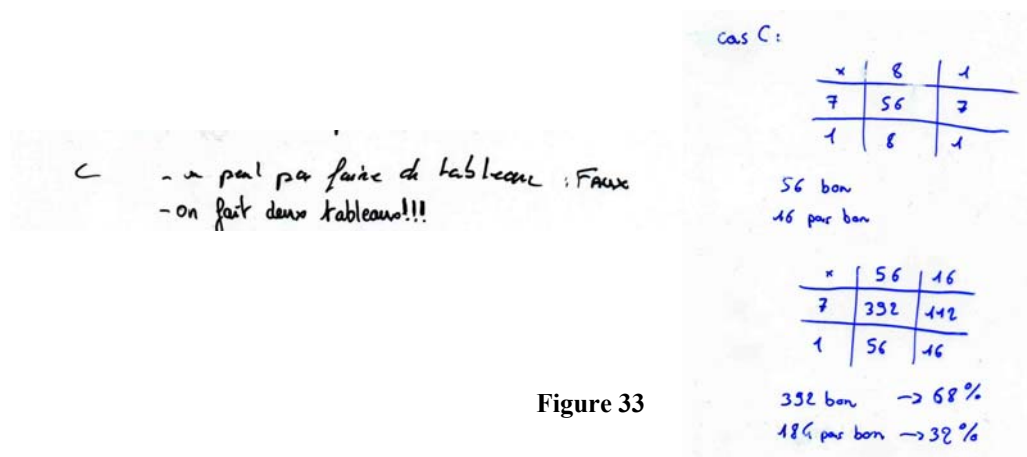 C - on peut pas faire de tableau : Faux
- on fait deux tableaux!!!
cas C:
x 8 1
7 56 7
1 8 1
56 bon
16 pas bon
x 56 16
7 392 112
1 56 16
392 bon -> 68%
184 pas bon -> 32%
Figure 33